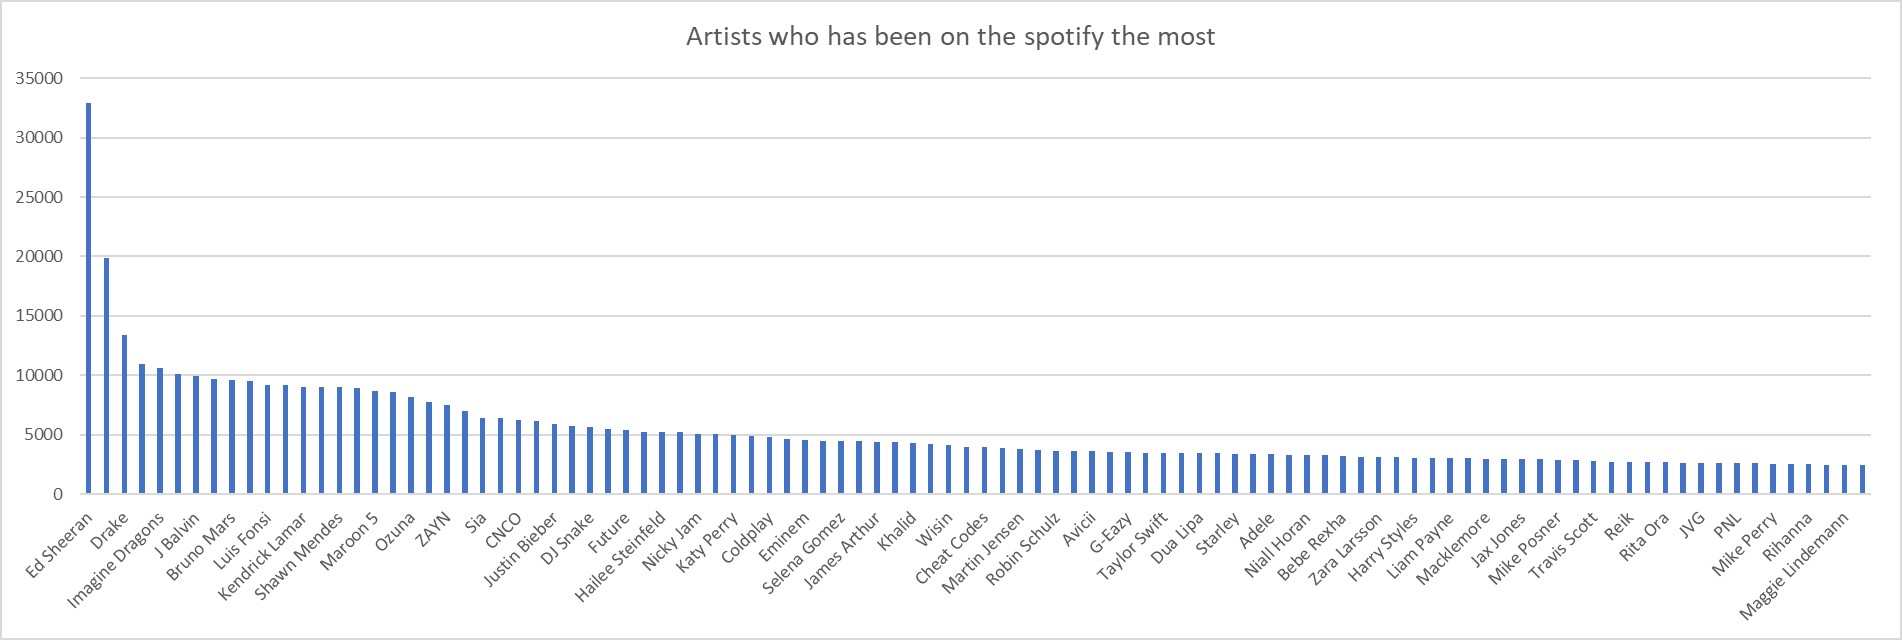 Artists who has been on the spotify the most
35000
30000
25000
20000
15000
10000
5000
0
Ed Sheeran
Drake
Imagine Dragons
J Balvin
Bruno Mars
Luis Fonsi
Kendrick Lamar
Shawn Mendes
Maroon 5
Ozuna
ZAYN
Sia
CNCO
Justin Bieber
DJ Snake
Future
Hailee Steinfeld
Nicky Jam
Katy Perry
Coldplay
Eminem
Selena Gomez
James Arthur
Khalid
Wisin
Cheat Codes
Martin Jensen
Robin Schulz
Avicii
G-Eazy
Taylor Swift
Dua Lipa
Starley
Adele
Niall Horan
Bebe Rexha
Zara Larsson
Harry Styles
Liam Payne
Macklemore
Jax Jones
Mike Posner
Travis Scott
Reik
Rita Ora
JVG
PNL
Mike Perry
Rihanna
Maggie Lindemann